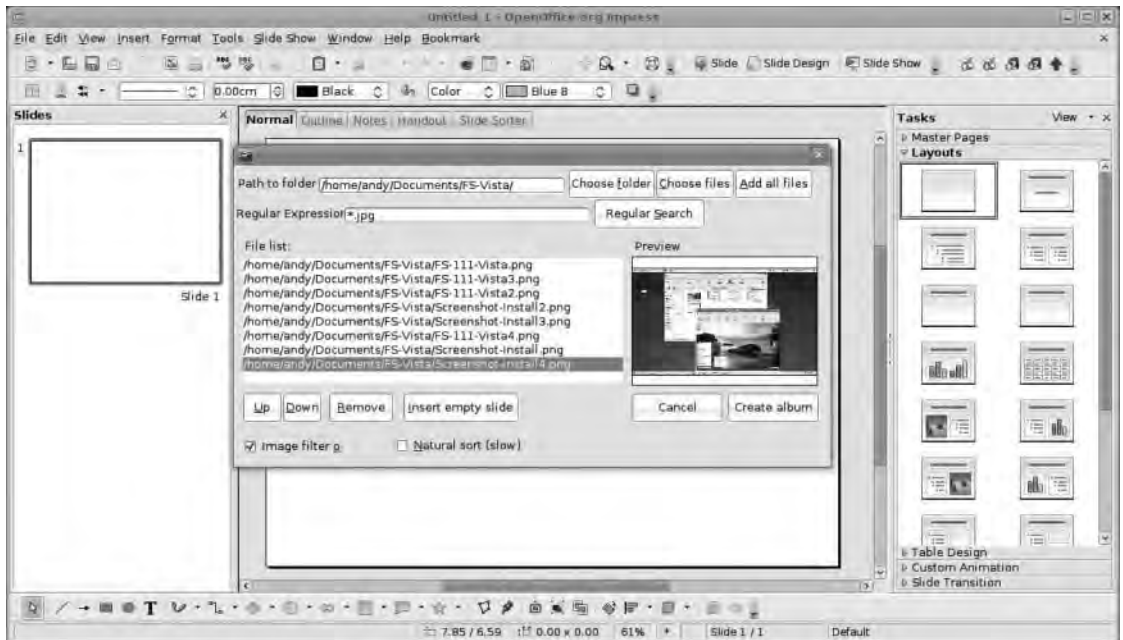 Untitled 1 - OpenOffice.org Impress
File Edit View Insert Format Tools Slide Show Window Help Bookmark
Slide Slide Design Slide Show
0.00cm Black Color Blue 8
Slides
1
Slide 1
Normal Outline Notes Handout Slide Sorter
Path to folder /home/andy/Documents/FS-Vista/ Choose folder Choose files Add all files
Regular Expression *.jpg Regular Search
File list:
/home/andy/Documents/FS-Vista/FS-111-Vista.png
/home/andy/Documents/FS-Vista/FS-111-Vista3.png
/home/andy/Documents/FS-Vista/FS-111-Vista2.png
/home/andy/Documents/FS-Vista/Screenshot-Install2.png
/home/andy/Documents/FS-Vista/Screenshot-Install3.png
/home/andy/Documents/FS-Vista/FS-111-Vista4.png
/home/andy/Documents/FS-Vista/Screenshot-Install.png
/home/andy/Documents/FS-Vista/Screenshot-Install4.png
Preview
Up Down Remove Insert empty slide Cancel Create album
Image filter o Natural sort (slow)
Tasks View
Master Pages
Layouts
Table Design
Custom Animation
Slide Transition
7.85 / 6.59 0.00 x 0.00 61% * Slide 1 / 1 Default